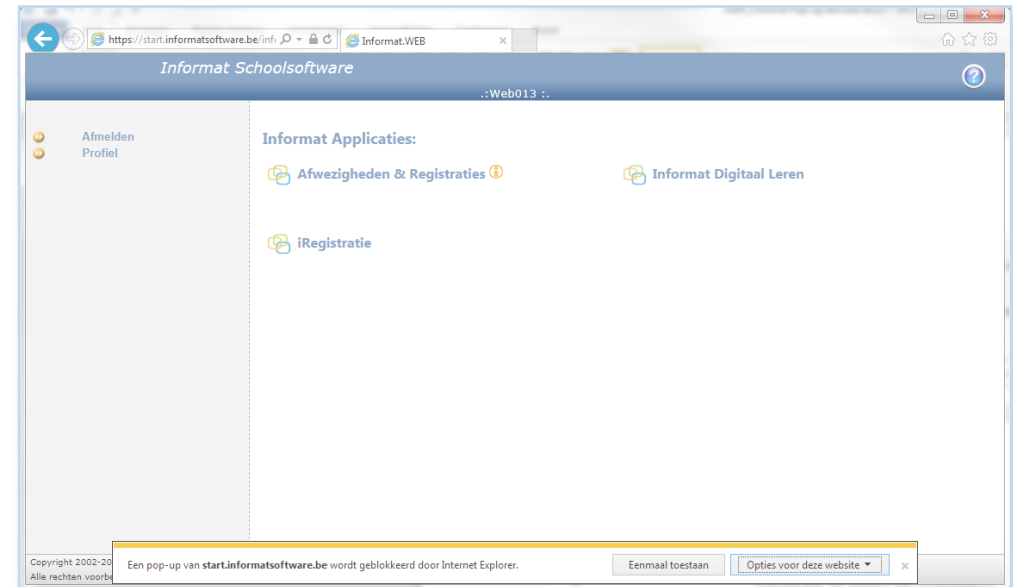 https://start.informatsoftware.be/info
Informat.WEB
Informat Schoolsoftware
.:Web013 :.
Afmelden
Profiel
Informat Applicaties:
Afwezigheden & Registraties
Informat Digitaal Leren
iRegistratie
Copyright 2002-20
Alle rechten voorbe
Een pop-up van start.informatsoftware.be wordt geblokkeerd door Internet Explorer.
Eenmaal toestaan
Opties voor deze website